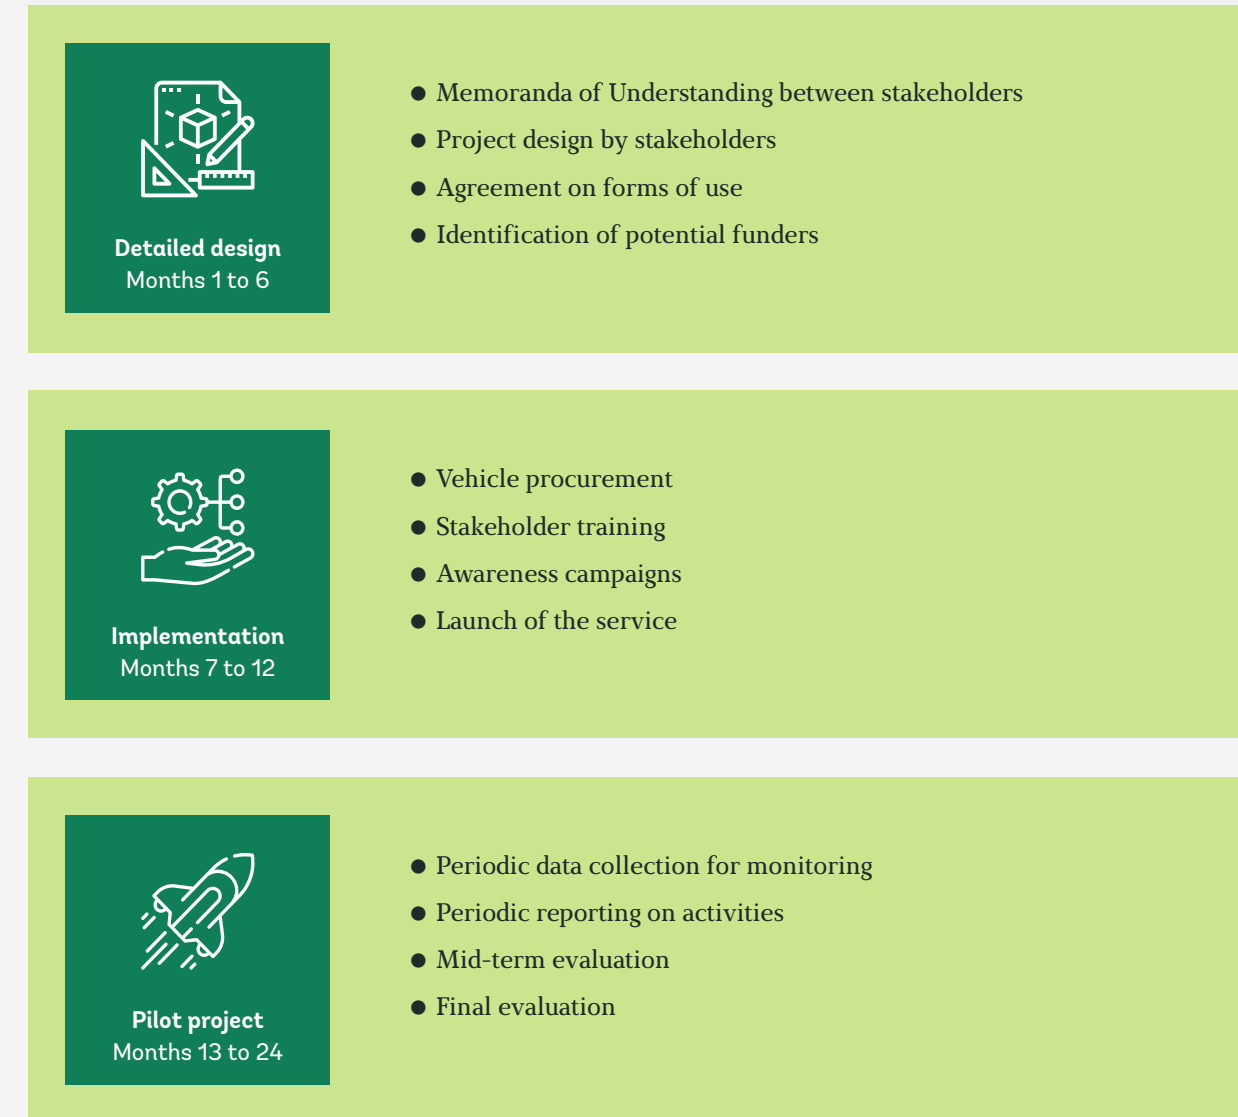 Detailed design
Months 1 to 6
● Memoranda of Understanding between stakeholders
● Project design by stakeholders
● Agreement on forms of use
● Identification of potential funders
Implementation
Months 7 to 12
● Vehicle procurement
● Stakeholder training
● Awareness campaigns
● Launch of the service
Pilot project
Months 13 to 24
● Periodic data collection for monitoring
● Periodic reporting on activities
● Mid-term evaluation
● Final evaluation